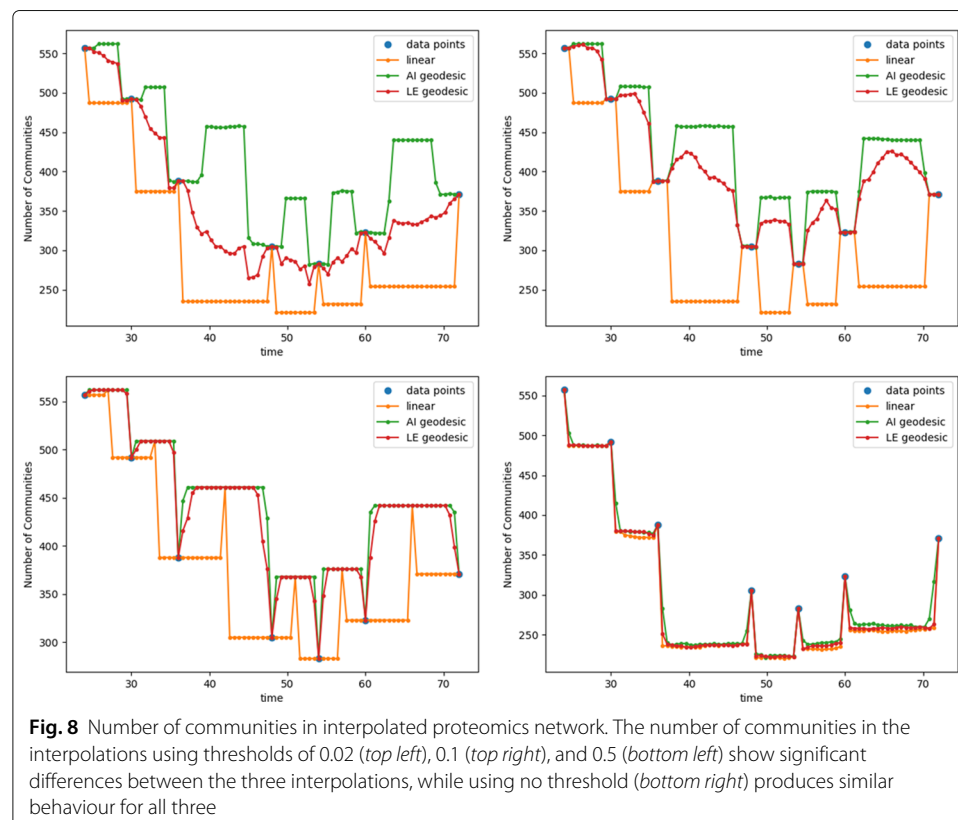 Number of Communities
550
500
450
400
350
300
250
data points
linear
AI geodesic
LE geodesic
30
40
50
60
70
time
Number of Communities
550
500
450
400
350
300
250
data points
linear
AI geodesic
LE geodesic
30
40
50
60
70
time
Number of Communities
550
500
450
400
350
300
data points
linear
AI geodesic
LE geodesic
30
40
50
60
70
time
Number of Communities
550
500
450
400
350
300
250
data points
linear
AI geodesic
LE geodesic
30
40
50
60
70
time
Fig. 8 Number of communities in interpolated proteomics network. The number of communities in the
interpolations using thresholds of 0.02 (top left), 0.1 (top right), and 0.5 (bottom left) show significant
differences between the three interpolations, while using no threshold (bottom right) produces similar
behaviour for all three